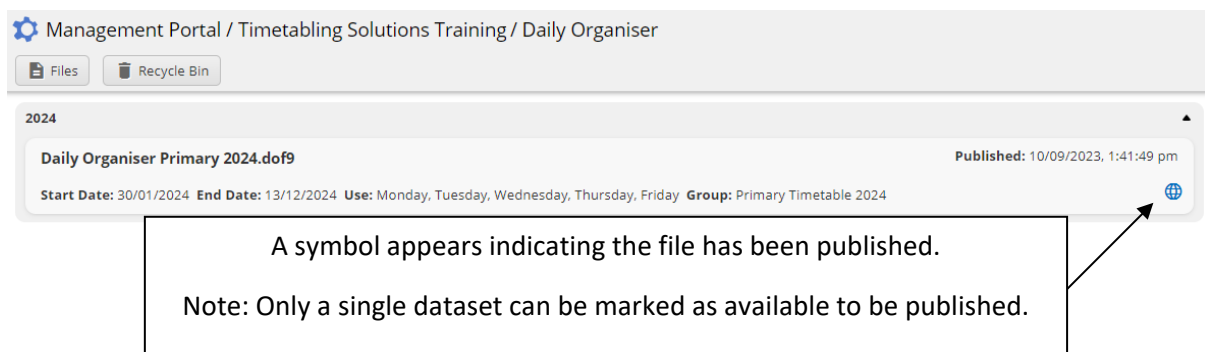 Management Portal / Timetabling Solutions Training / Daily Organiser
Files Recycle Bin
2024
Daily Organiser Primary 2024.dof9 Published: 10/09/2023, 1:41:49 pm
Start Date: 30/01/2024 End Date: 13/12/2024 Use: Monday, Tuesday, Wednesday, Thursday, Friday Group: Primary Timetable 2024
A symbol appears indicating the file has been published.
Note: Only a single dataset can be marked as available to be published.